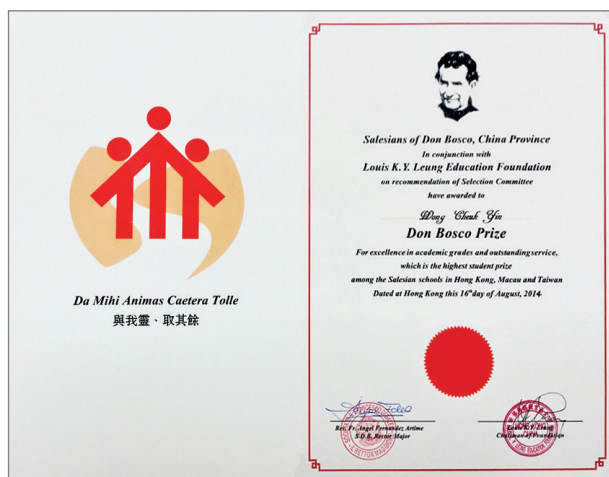 Da Mihi Animas Caetera Tolle
與我靈、取其餘
Salesians of Don Bosco, China Province
In conjunction with
Louis K.Y. Leung Education Foundation
on recommendation of Selection Committee
have awarded to
Wong Cheuk Yin
Don Bosco Prize
For excellence in academic grades and outstanding service,
which is the highest student prize
among the Salesian schools in Hong Kong, Macau and Taiwan
Dated at Hong Kong this 16th day of August, 2014
Rev. Fr. Angel Fernandez Artime
S.D.B. Rector Major
Louis K.Y. Leung
Chairman of Foundation